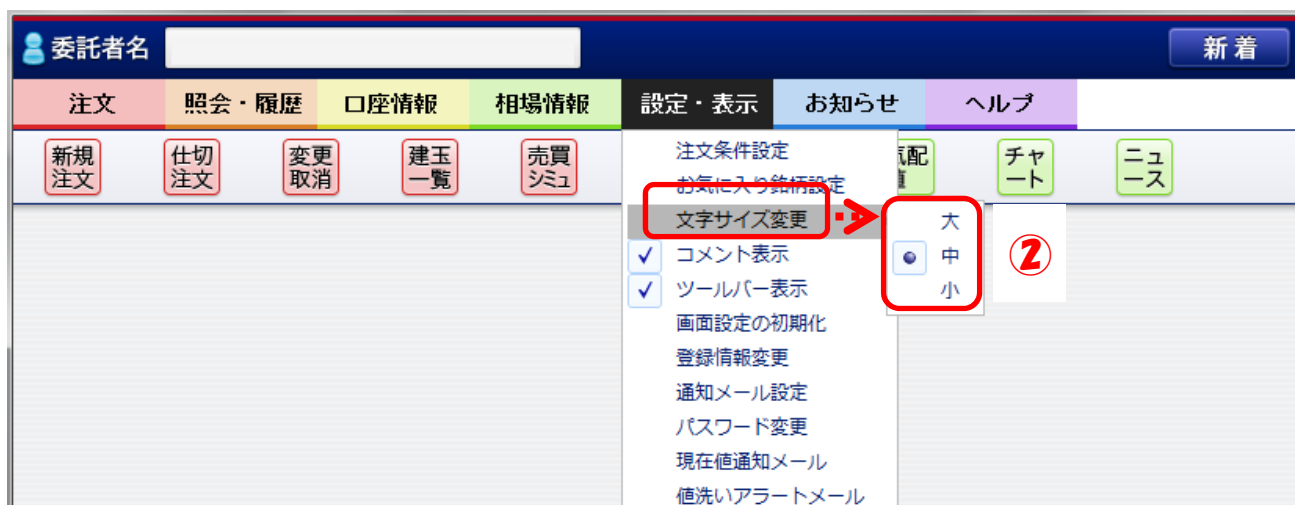 委託者名
新着
注文 照会・履歴 口座情報 相場情報 設定・表示 お知らせ ヘルプ
新規
注文
仕切
注文
変更
取消
建玉
一覧
売買
シミュ
チャ
ート
ニュ
ース
注文条件設定
お気に入り銘柄設定
文字サイズ変更
コメント表示
ツールバー表示
画面設定の初期化
登録情報変更
通知メール設定
パスワード変更
現在値通知メール
値洗いアラートメール
大
中
小
②